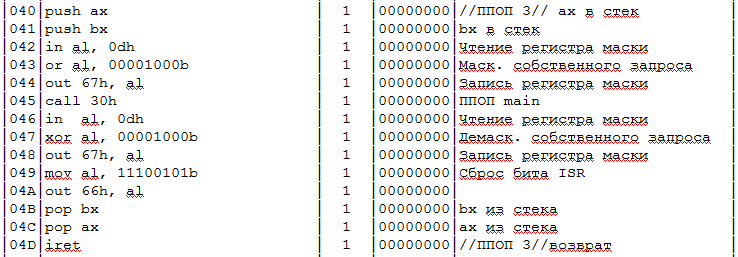 |040|push ax | 1 |00000000|//ППОП 3// ax в стек
|041|push bx | 1 |00000000|bx в стек
|042|in al, 0dh | 1 |00000000|Чтение регистра маски
|043|or al, 00001000b | 1 |00000000|Маск. собственного запроса
|044|out 67h, al | 1 |00000000|Запись регистра маски
|045|call 30h | 1 |00000000|ППОП main
|046|in  al, 0dh | 1 |00000000|Чтение регистра маски
|047|xor al, 00001000b | 1 |00000000|Демаск. собственного запроса
|048|out 67h, al | 1 |00000000|Запись регистра маски
|049|mov al, 11100101b | 1 |00000000|Сброс бита ISR
|04A|out 66h, al | 1 |00000000|
|04B|pop bx | 1 |00000000|bx из стека
|04C|pop ax | 1 |00000000|ax из стека
|04D|iret | 1 |00000000|//ППОП 3//возврат